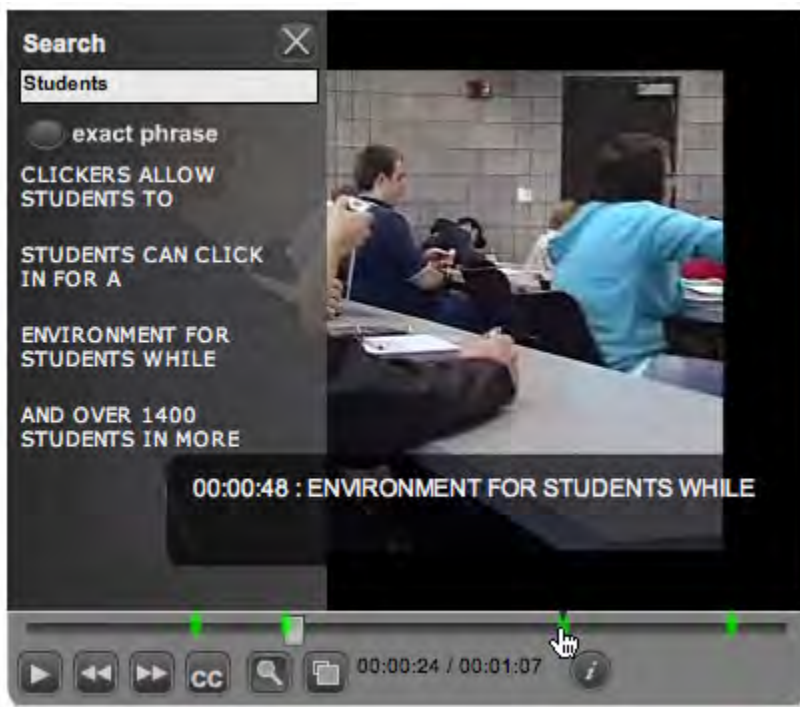 Search
Students
exact phrase
CLICKERS ALLOW
STUDENTS TO
STUDENTS CAN CLICK
IN FOR A
ENVIRONMENT FOR
STUDENTS WHILE
AND OVER 1400
STUDENTS IN MORE
00:00:48 : ENVIRONMENT FOR STUDENTS WHILE
CC
00:00:24 / 00:01:07
i